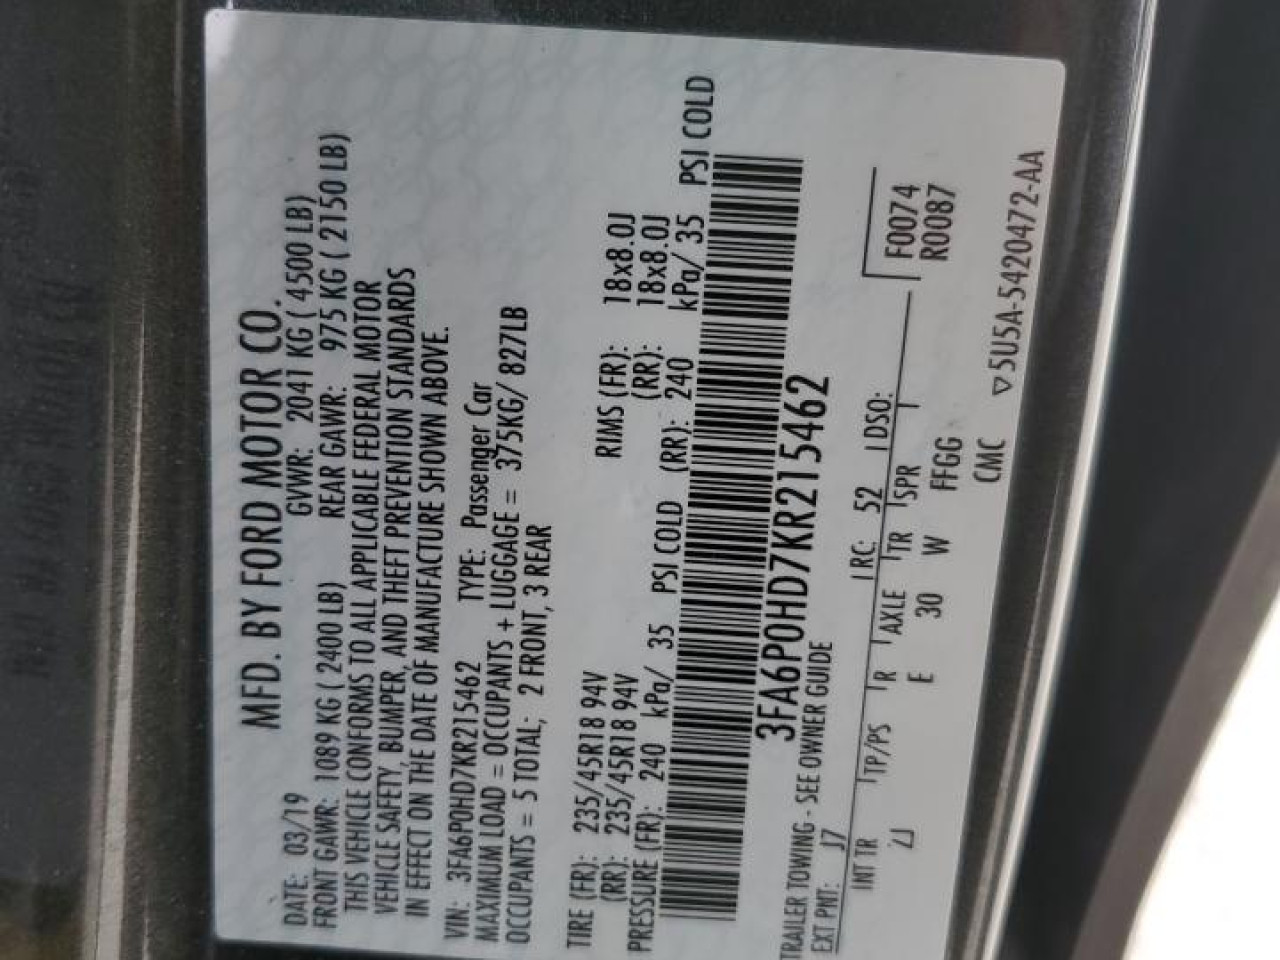 MFD. BY FORD MOTOR CO.
DATE: 03/19 GVWR: 2041 KG ( 4500 LB)
FRONT GAWR: 1089 KG ( 2400 LB) REAR GAWR: 975 KG ( 2150 LB)
THIS VEHICLE CONFORMS TO ALL APPLICABLE FEDERAL MOTOR
VEHICLE SAFETY, BUMPER, AND THEFT PREVENTION STANDARDS
IN EFFECT ON THE DATE OF MANUFACTURE SHOWN ABOVE.
VIN: 3FA6P0HD7KR215462 TYPE: Passenger Car
MAXIMUM LOAD = OCCUPANTS + LUGGAGE = 375KG/ 827LB
OCCUPANTS = 5 TOTAL; 2 FRONT, 3 REAR
TIRE (FR): 235/45R18 94V RIMS (FR): 18x8.0J
(RR): 235/45R18 94V (RR): 18x8.0J
PRESSURE (FR): 240 kPa/ 35 PSI COLD (RR): 240 kPa/ 35 PSI COLD
3FA6P0HD7KR215462
TRAILER TOWING - SEE OWNER GUIDE
EXT PNT: J7 RC: 52 DSO:
INT TR TP/PS R AXLE TR SPR
E 30 W FFGG
F0074
R0087
CMC
▽5U5A-5420472-AA